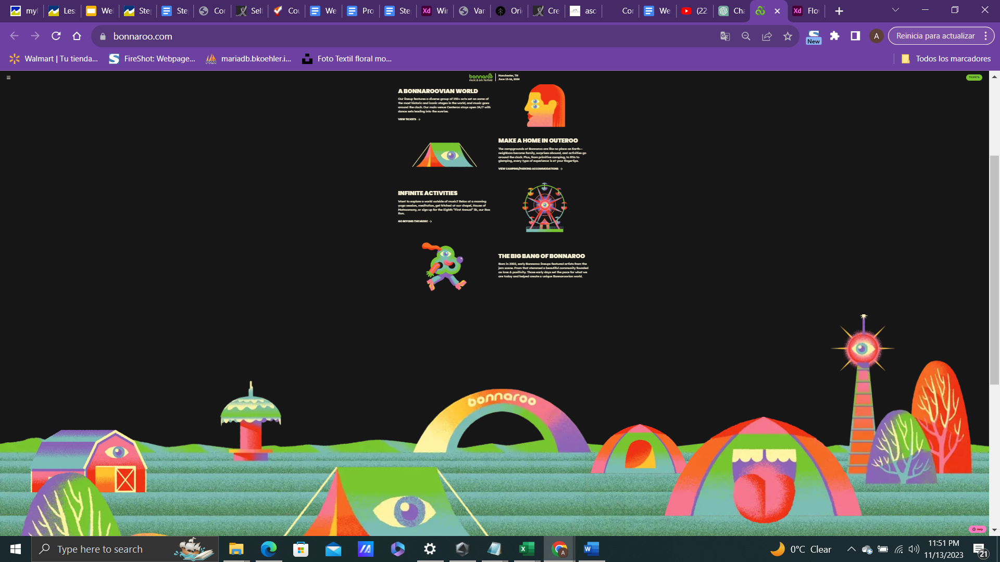 myl
Les
We
Step
Ste
Cor
Sel
Cou
We
Pro
Ste
Wir
Var
Ori
Cre
asc
Cor
We
(22
Cha
Flo
bonnaroo.com
New
A
Reinicia para actualizar
Walmart | Tu tienda...
FireShot: Webpage...
mariadb.bkoehler.i...
Foto Textil floral mo...
Todos los marcadores
bonnaroo
music & arts festival
Manchester, TN
June 13-16, 2024
TICKETS
A BONNAROOVIAN WORLD
Our lineup features a diverse group of 150+ acts set on some of
the most historic and iconic stages in the world, and music goes
around the clock. Our main venue Centeroo stays open 24/7 with
dance sets leading into the sunrise.
VIEW TICKETS →
MAKE A HOME IN OUTEROO
The campgrounds at Bonnaroo are like no place on Earth—
neighbors become family, surprises abound, and activities go
around the clock. Plus, from primitive camping, to RVs to
glamping, every type of experience is at your fingertips.
VIEW CAMPING/PARKING ACCOMMODATIONS →
INFINITE ACTIVITIES
Want to explore a world outside of music? Relax at a morning
yoga session, meditation, get hitched at our chapel, House of
Matroomony, or sign up for the Eighth "First Annual" 5k, our Roo
Run.
GO BEYOND THE MUSIC →
THE BIG BANG OF BONNAROO
Born in 2002, early Bonnaroo lineups featured artists from the
jam scene. From that stemmed a beautiful community founded
on love & positivity. Those early days set the pace for what we
are today and helped create a unique Bonnaroovian world.
bonnaroo
Help
Type here to search
0°C Clear
11:51 PM
11/13/2023
21